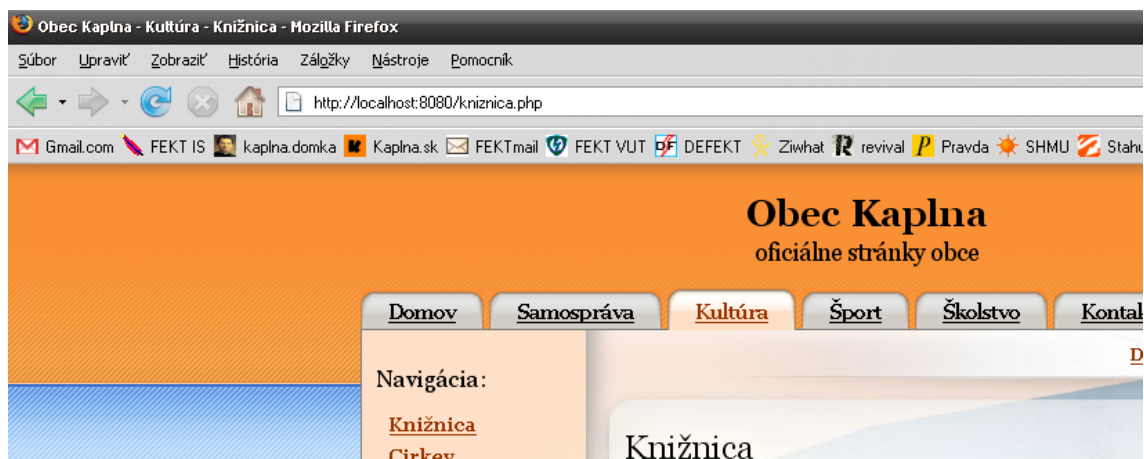 Obec Kaplna - Kultúra - Knižnica - Mozilla Firefox
Súbor Upraviť Zobraziť História Záložky Nástroje Pomocník
http://localhost:8080/kniznica.php
Gmail.com FEKT IS kaplna.domka Kaplna.sk FEKTmail FEKT VUT DF DEFEKT Ziwhat R revival P Pravda SHMU
Obec Kaplna
oficiálne stránky obce
Domov Samospráva Kultúra Šport Školstvo
Navigácia:
Knižnica Knižnica
Cirkev